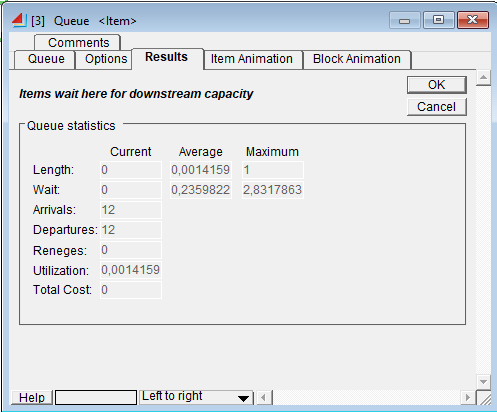 [3] Queue <Item>
Comments
Queue Options Results Item Animation Block Animation
Items wait here for downstream capacity
OK
Cancel
Queue statistics
Current Average Maximum
Length: 0 0,0014159 1
Wait: 0 0,2359822 2,8317863
Arrivals: 12
Departures: 12
Reneges: 0
Utilization: 0,0014159
Total Cost: 0
Help Left to right